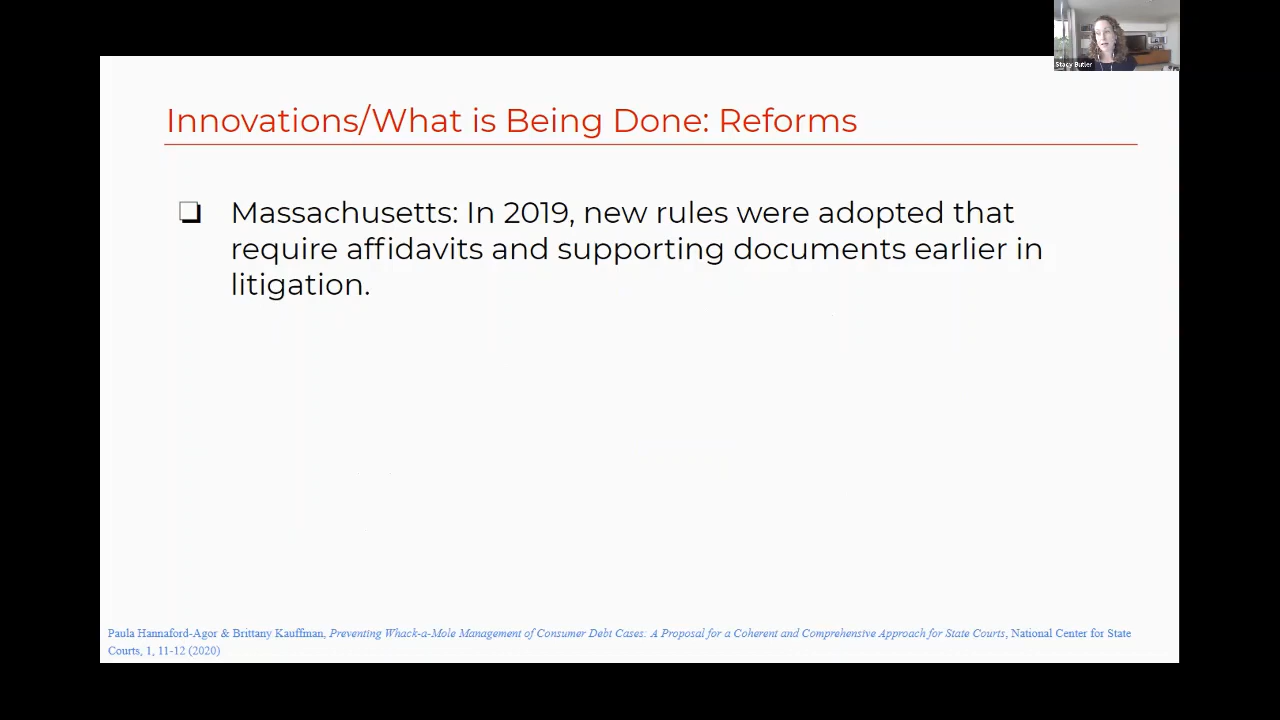 Stacy Butler
Innovations/What is Being Done: Reforms
❏ Massachusetts: In 2019, new rules were adopted that
require affidavits and supporting documents earlier in
litigation.
Paula Hannaford-Agor & Brittany Kauffman, Preventing Whack-a-Mole Management of Consumer Debt Cases: A Proposal for a Coherent and Comprehensive Approach for State Courts, National Center for State
Courts, 1, 11-12 (2020)